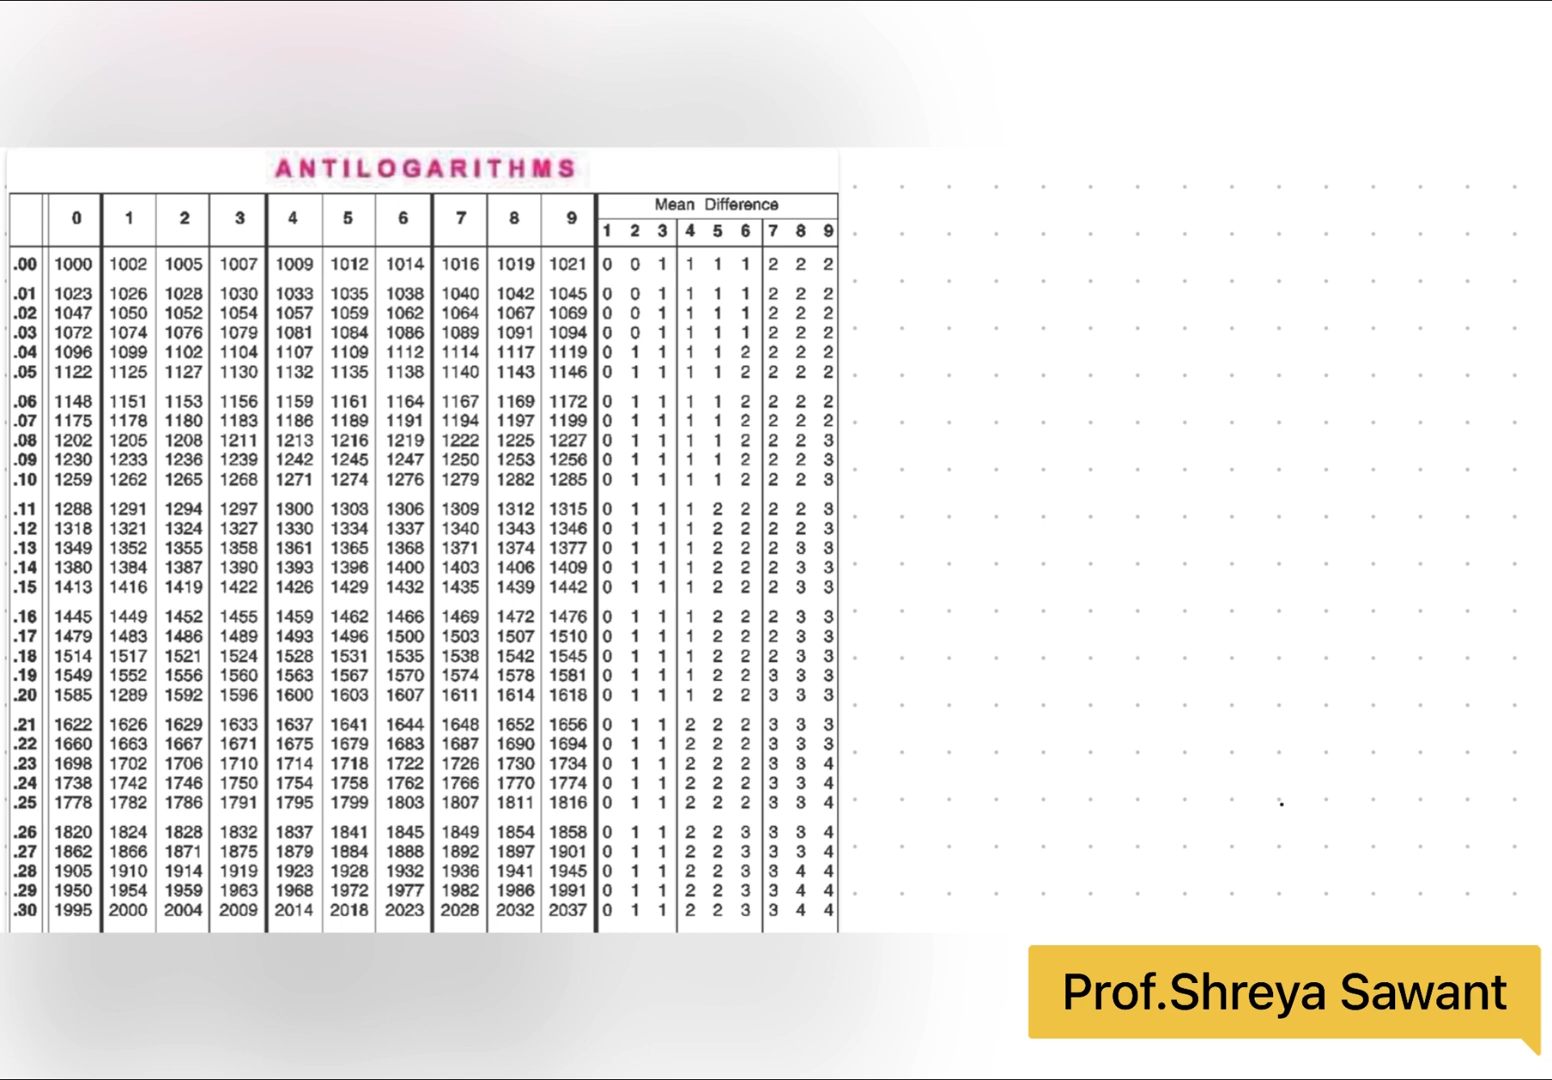 ANTILOGARITHMS
Mean Difference
0 1 2 3 4 5 6 7 8 9 1 2 3 4 5 6 7 8 9
.00 1000 1002 1005 1007 1009 1012 1014 1016 1019 1021 0 0 1 1 1 1 2 2 2
.01 1023 1026 1028 1030 1033 1035 1038 1040 1042 1045 0 0 1 1 1 1 2 2 2
.02 1047 1050 1052 1054 1057 1059 1062 1064 1067 1069 0 0 1 1 1 1 2 2 2
.03 1072 1074 1076 1079 1081 1084 1086 1089 1091 1094 0 0 1 1 1 1 2 2 2
.04 1096 1099 1102 1104 1107 1109 1112 1114 1117 1119 0 1 1 1 1 2 2 2 2
.05 1122 1125 1127 1130 1132 1135 1138 1140 1143 1146 0 1 1 1 1 2 2 2 2
.06 1148 1151 1153 1156 1159 1161 1164 1167 1169 1172 0 1 1 1 1 2 2 2 2
.07 1175 1178 1180 1183 1186 1189 1191 1194 1197 1199 0 1 1 1 1 2 2 2 2
.08 1202 1205 1208 1211 1213 1216 1219 1222 1225 1227 0 1 1 1 1 2 2 2 3
.09 1230 1233 1236 1239 1242 1245 1247 1250 1253 1256 0 1 1 1 1 2 2 2 3
.10 1259 1262 1265 1268 1271 1274 1276 1279 1282 1285 0 1 1 1 1 2 2 2 3
.11 1288 1291 1294 1297 1300 1303 1306 1309 1312 1315 0 1 1 1 2 2 2 2 3
.12 1318 1321 1324 1327 1330 1334 1337 1340 1343 1346 0 1 1 1 2 2 2 2 3
.13 1349 1352 1355 1358 1361 1365 1368 1371 1374 1377 0 1 1 1 2 2 2 3 3
.14 1380 1384 1387 1390 1393 1396 1400 1403 1406 1409 0 1 1 1 2 2 2 3 3
.15 1413 1416 1419 1422 1426 1429 1432 1435 1439 1442 0 1 1 1 2 2 2 3 3
.16 1445 1449 1452 1455 1459 1462 1466 1469 1472 1476 0 1 1 1 2 2 2 3 3
.17 1479 1483 1486 1489 1493 1496 1500 1503 1507 1510 0 1 1 1 2 2 2 3 3
.18 1514 1517 1521 1524 1528 1531 1535 1538 1542 1545 0 1 1 1 2 2 2 3 3
.19 1549 1552 1556 1560 1563 1567 1570 1574 1578 1581 0 1 1 1 2 2 3 3 3
.20 1585 1289 1592 1596 1600 1603 1607 1611 1614 1618 0 1 1 1 2 2 3 3 3
.21 1622 1626 1629 1633 1637 1641 1644 1648 1652 1656 0 1 1 2 2 2 3 3 3
.22 1660 1663 1667 1671 1675 1679 1683 1687 1690 1694 0 1 1 2 2 2 3 3 3
.23 1698 1702 1706 1710 1714 1718 1722 1726 1730 1734 0 1 1 2 2 2 3 3 4
.24 1738 1742 1746 1750 1754 1758 1762 1766 1770 1774 0 1 1 2 2 2 3 3 4
.25 1778 1782 1786 1791 1795 1799 1803 1807 1811 1816 0 1 1 2 2 2 3 3 4
.26 1820 1824 1828 1832 1837 1841 1845 1849 1854 1858 0 1 1 2 2 3 3 3 4
.27 1862 1866 1871 1875 1879 1884 1888 1892 1897 1901 0 1 1 2 2 3 3 3 4
.28 1905 1910 1914 1919 1923 1928 1932 1936 1941 1945 0 1 1 2 2 3 3 4 4
.29 1950 1954 1959 1963 1968 1972 1977 1982 1986 1991 0 1 1 2 2 3 3 4 4
.30 1995 2000 2004 2009 2014 2018 2023 2028 2032 2037 0 1 1 2 2 3 3 4 4
Prof.Shreya Sawant